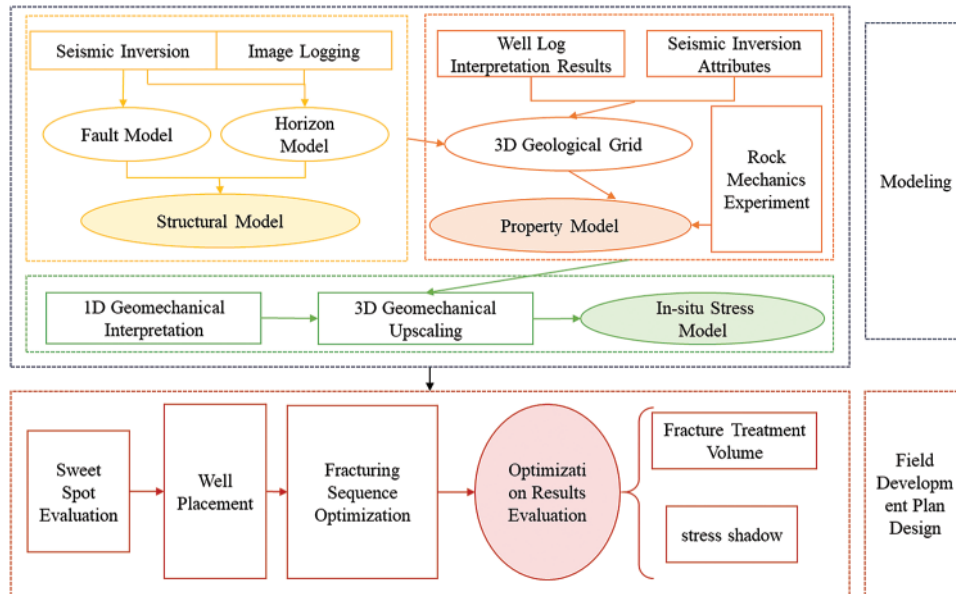 Seismic Inversion
Image Logging
Fault Model
Horizon
Model
Structural Model
Well Log
Interpretation Results
Seismic Inversion
Attributes
3D Geological Grid
Rock
Mechanics
Experiment
Property Model
Modeling
1D Geomechanical
Interpretation
3D Geomechanical
Upscaling
In-situ Stress
Model
Sweet
Spot
Evaluation
Well
Placement
Fracturing
Sequence
Optimization
Optimizati
on Results
Evaluation
Fracture Treatment
Volume
stress shadow
Field
Developm
ent Plan
Design